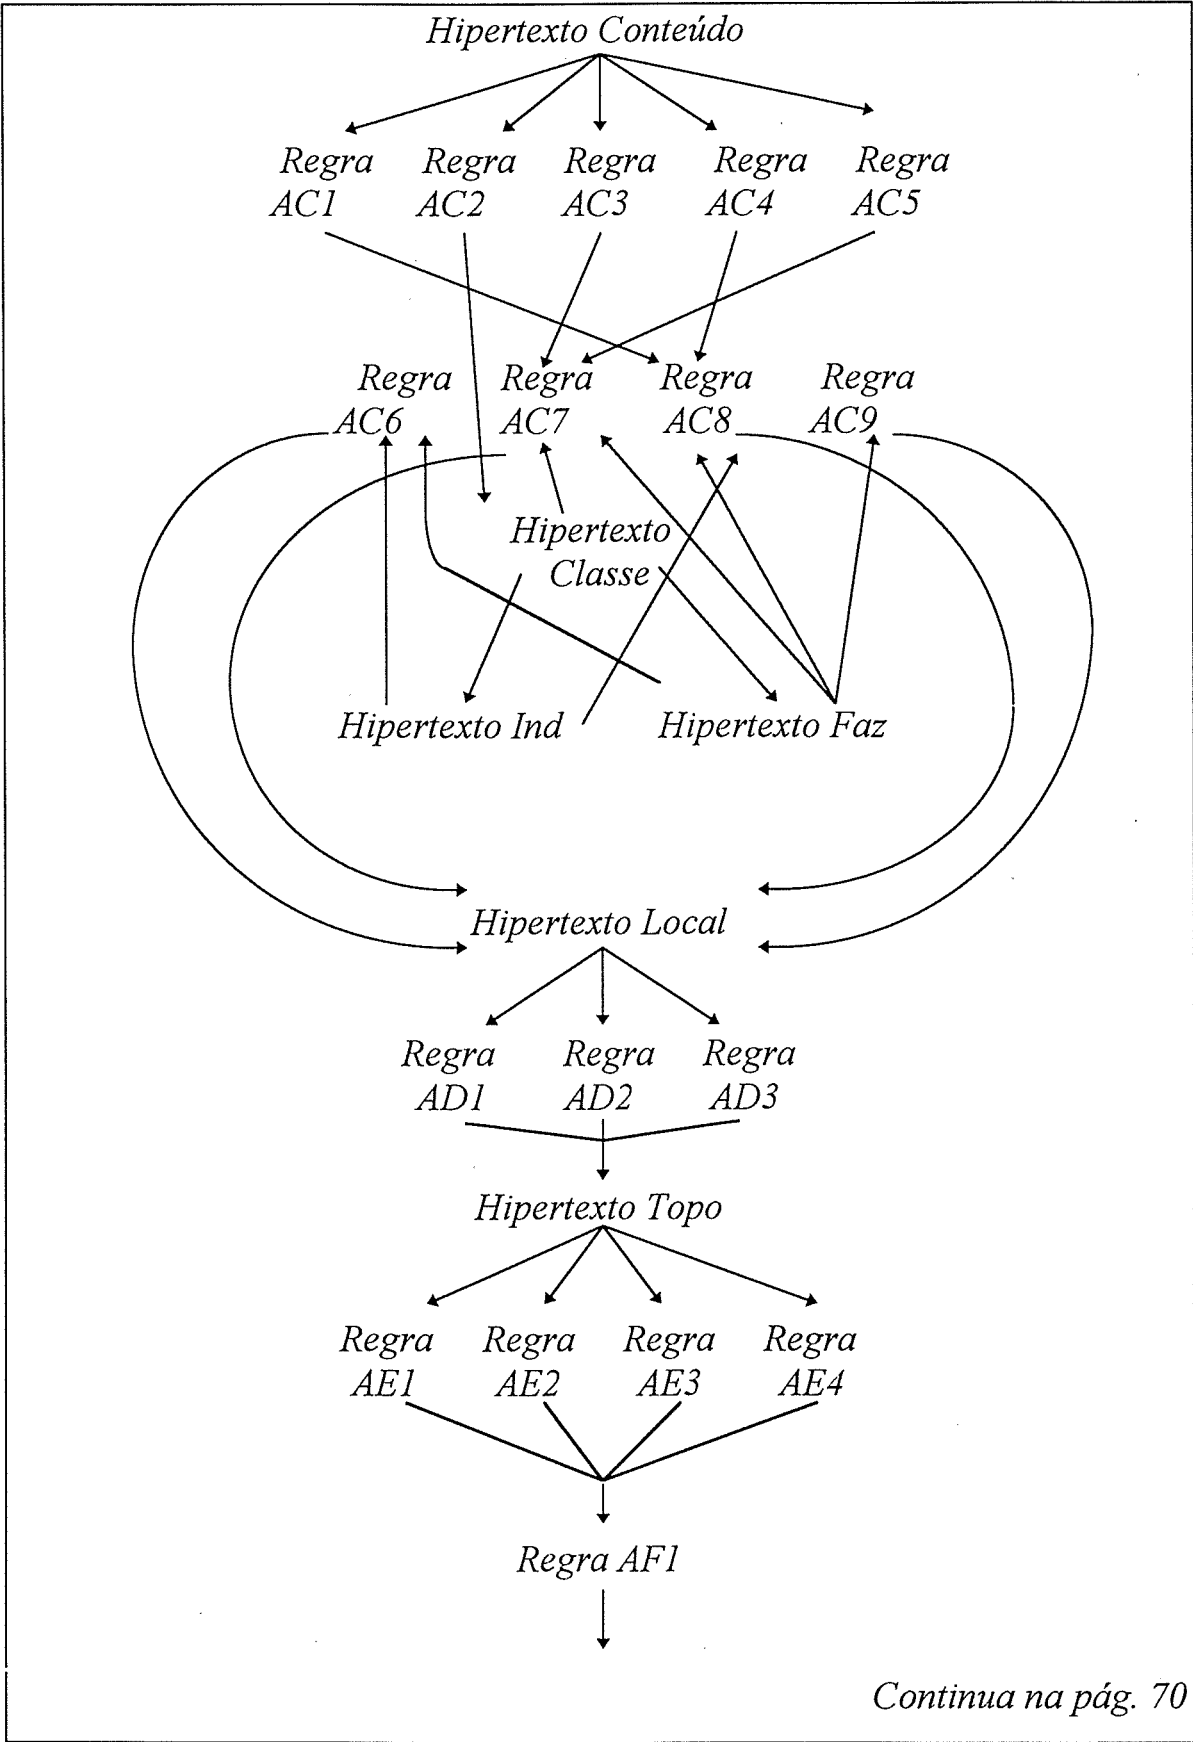 Hipertexto Conteúdo
Regra Regra Regra Regra Regra
AC1 AC2 AC3 AC4 AC5
Regra Regra Regra Regra
AC6 AC7 AC8 AC9
Hipertexto
Classe
Hipertexto Ind Hipertexto Faz
Hipertexto Local
Regra Regra Regra
AD1 AD2 AD3
Hipertexto Topo
Regra Regra Regra Regra
AE1 AE2 AE3 AE4
Regra AF1
Continua na pág. 70